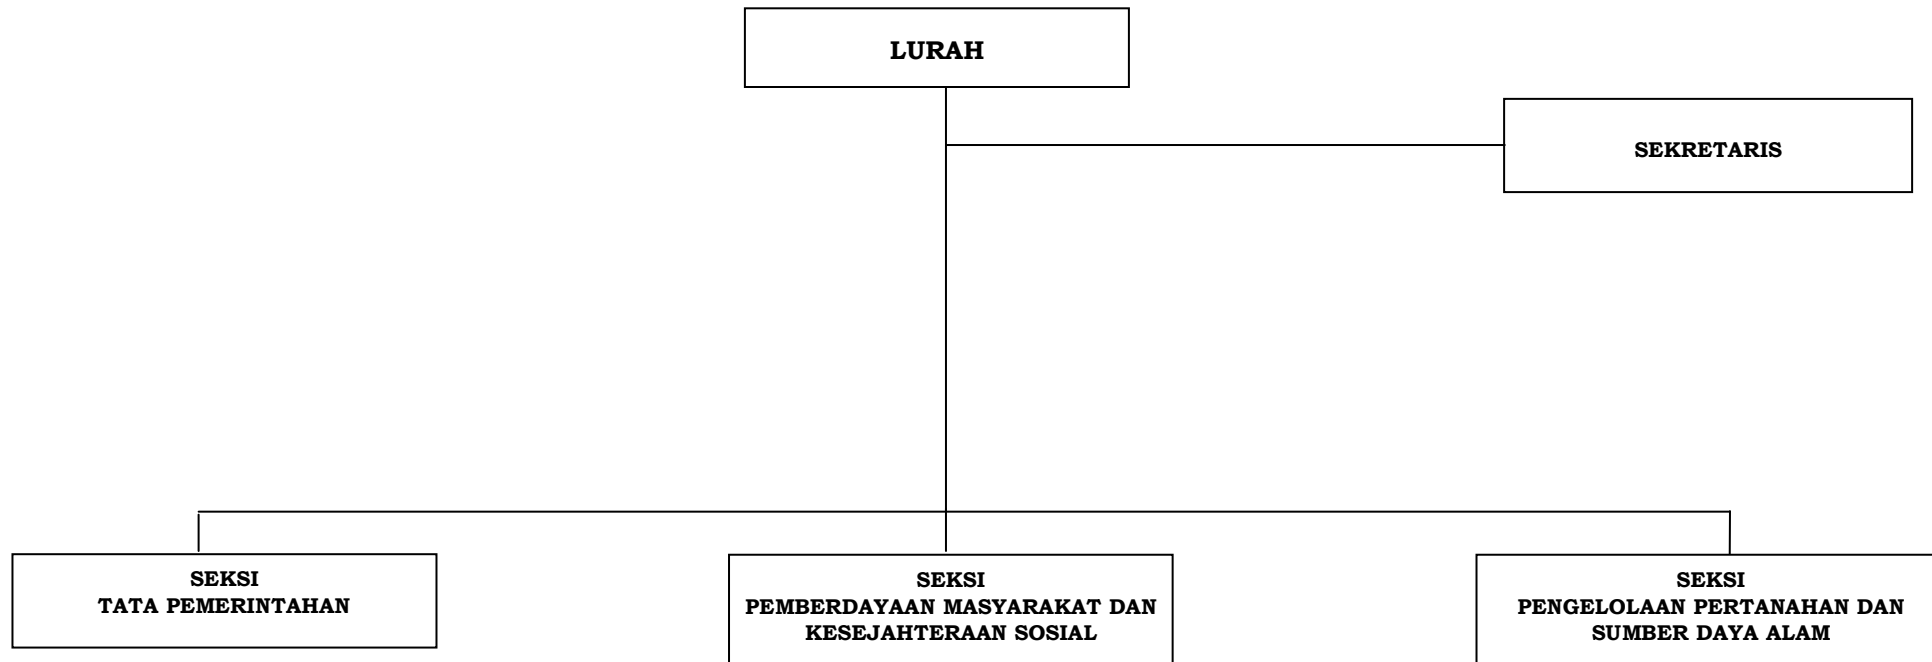 LURAH
SEKRETARIS
SEKSI
TATA PEMERINTAHAN
SEKSI
PEMBERDAYAAN MASYARAKAT DAN
KESEJAHTERAAN SOSIAL
SEKSI
PENGELOLAAN PERTANAHAN DAN
SUMBER DAYA ALAM